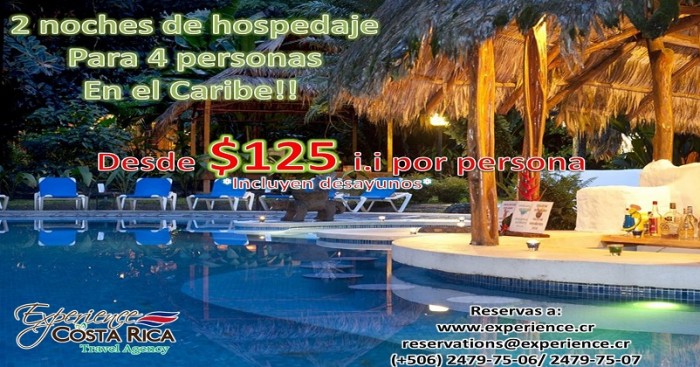 2 noches de hospedaje
Para 4 personas
En el Caribe!!
Desde $125 i.i por persona
*Incluyen desayunos*
Experience
COSTA RICA
Travel Agency
Reservas a:
www.experience.cr
reservations@experience.cr
(+506) 2479-75-06/ 2479-75-07